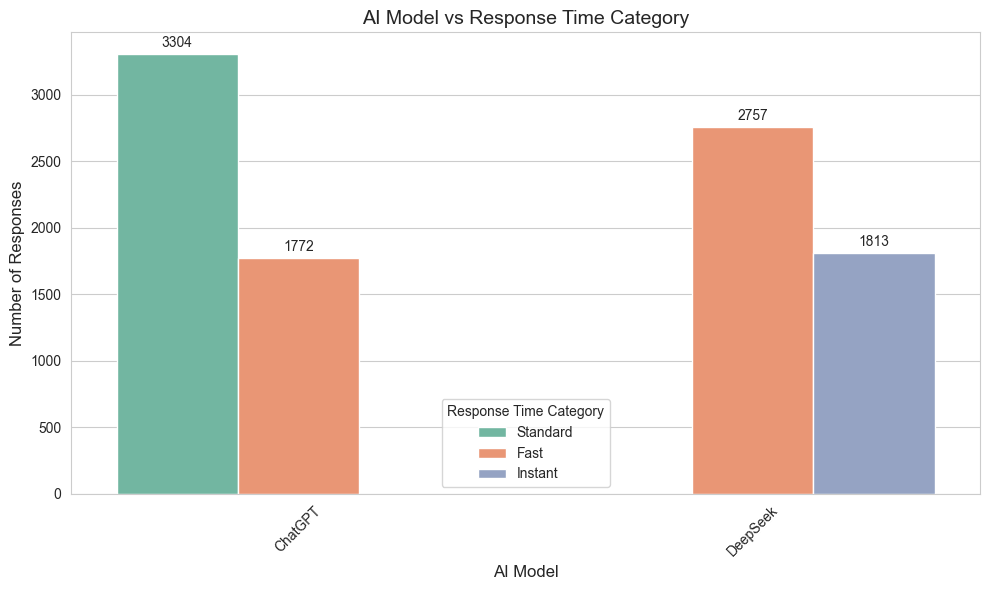 AI Model vs Response Time Category
Number of Responses
3000
2500
2000
1500
1000
500
0
3304
1772
2757
1813
Response Time Category
Standard
Fast
Instant
ChatGPT
DeepSeek
AI Model